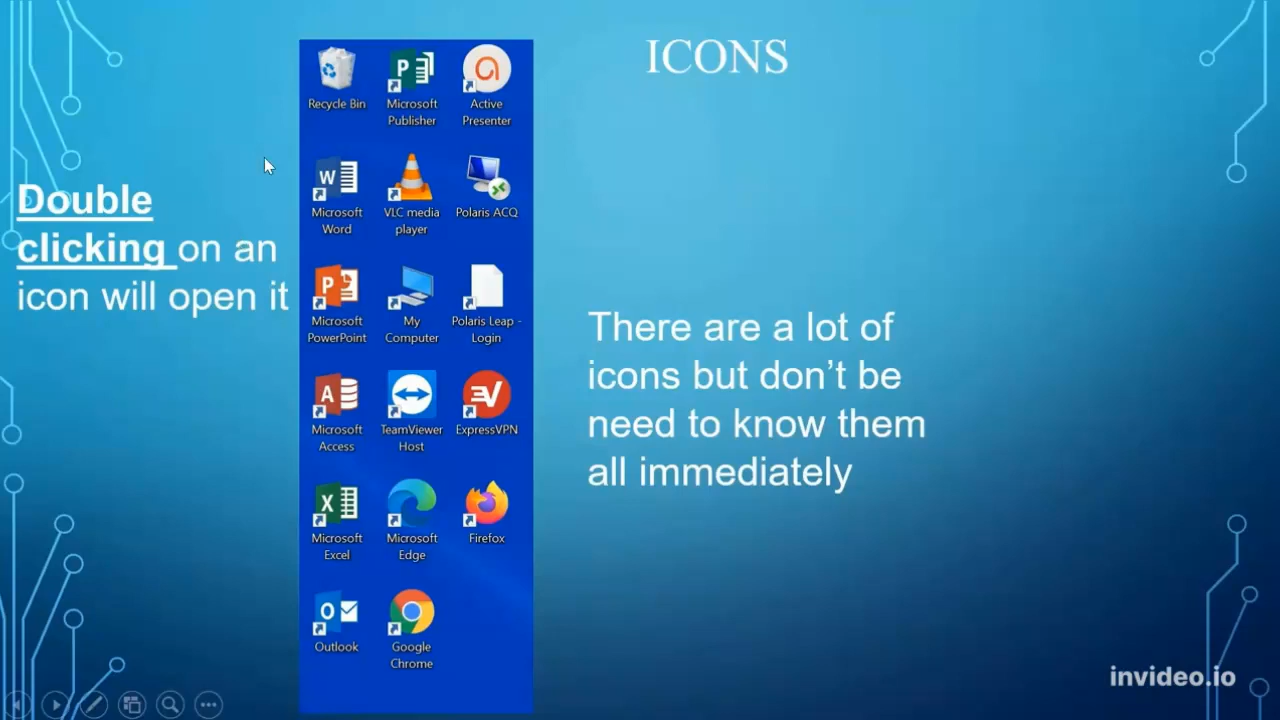 ICONS
Double
clicking on an
icon will open it
Recycle Bin
Microsoft
Publisher
Active
Presenter
Microsoft
Word
VLC media
player
Polaris ACQ
Microsoft
PowerPoint
My
Computer
Polaris Leap -
Login
Microsoft
Access
TeamViewer
Host
ExpressVPN
Microsoft
Excel
Microsoft
Edge
Firefox
Outlook
Google
Chrome
There are a lot of
icons but don’t be
need to know them
all immediately
invideo.io